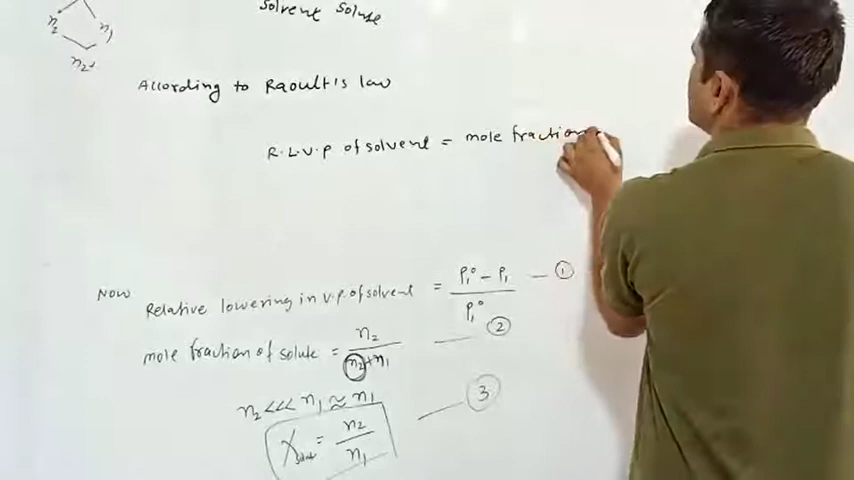 Solvent Solute
n2 n1
n2+
According to Raoult's law
R.L.V.P of solvent = mole fraction
Now Relative lowering in v.p. of solvent = P1° - P1 / P1° — ①
mole fraction of solute = n2 / n2+n1 — ②
n2 <<< n1 ≈ n1
χsolute = n2 / n1 — ③